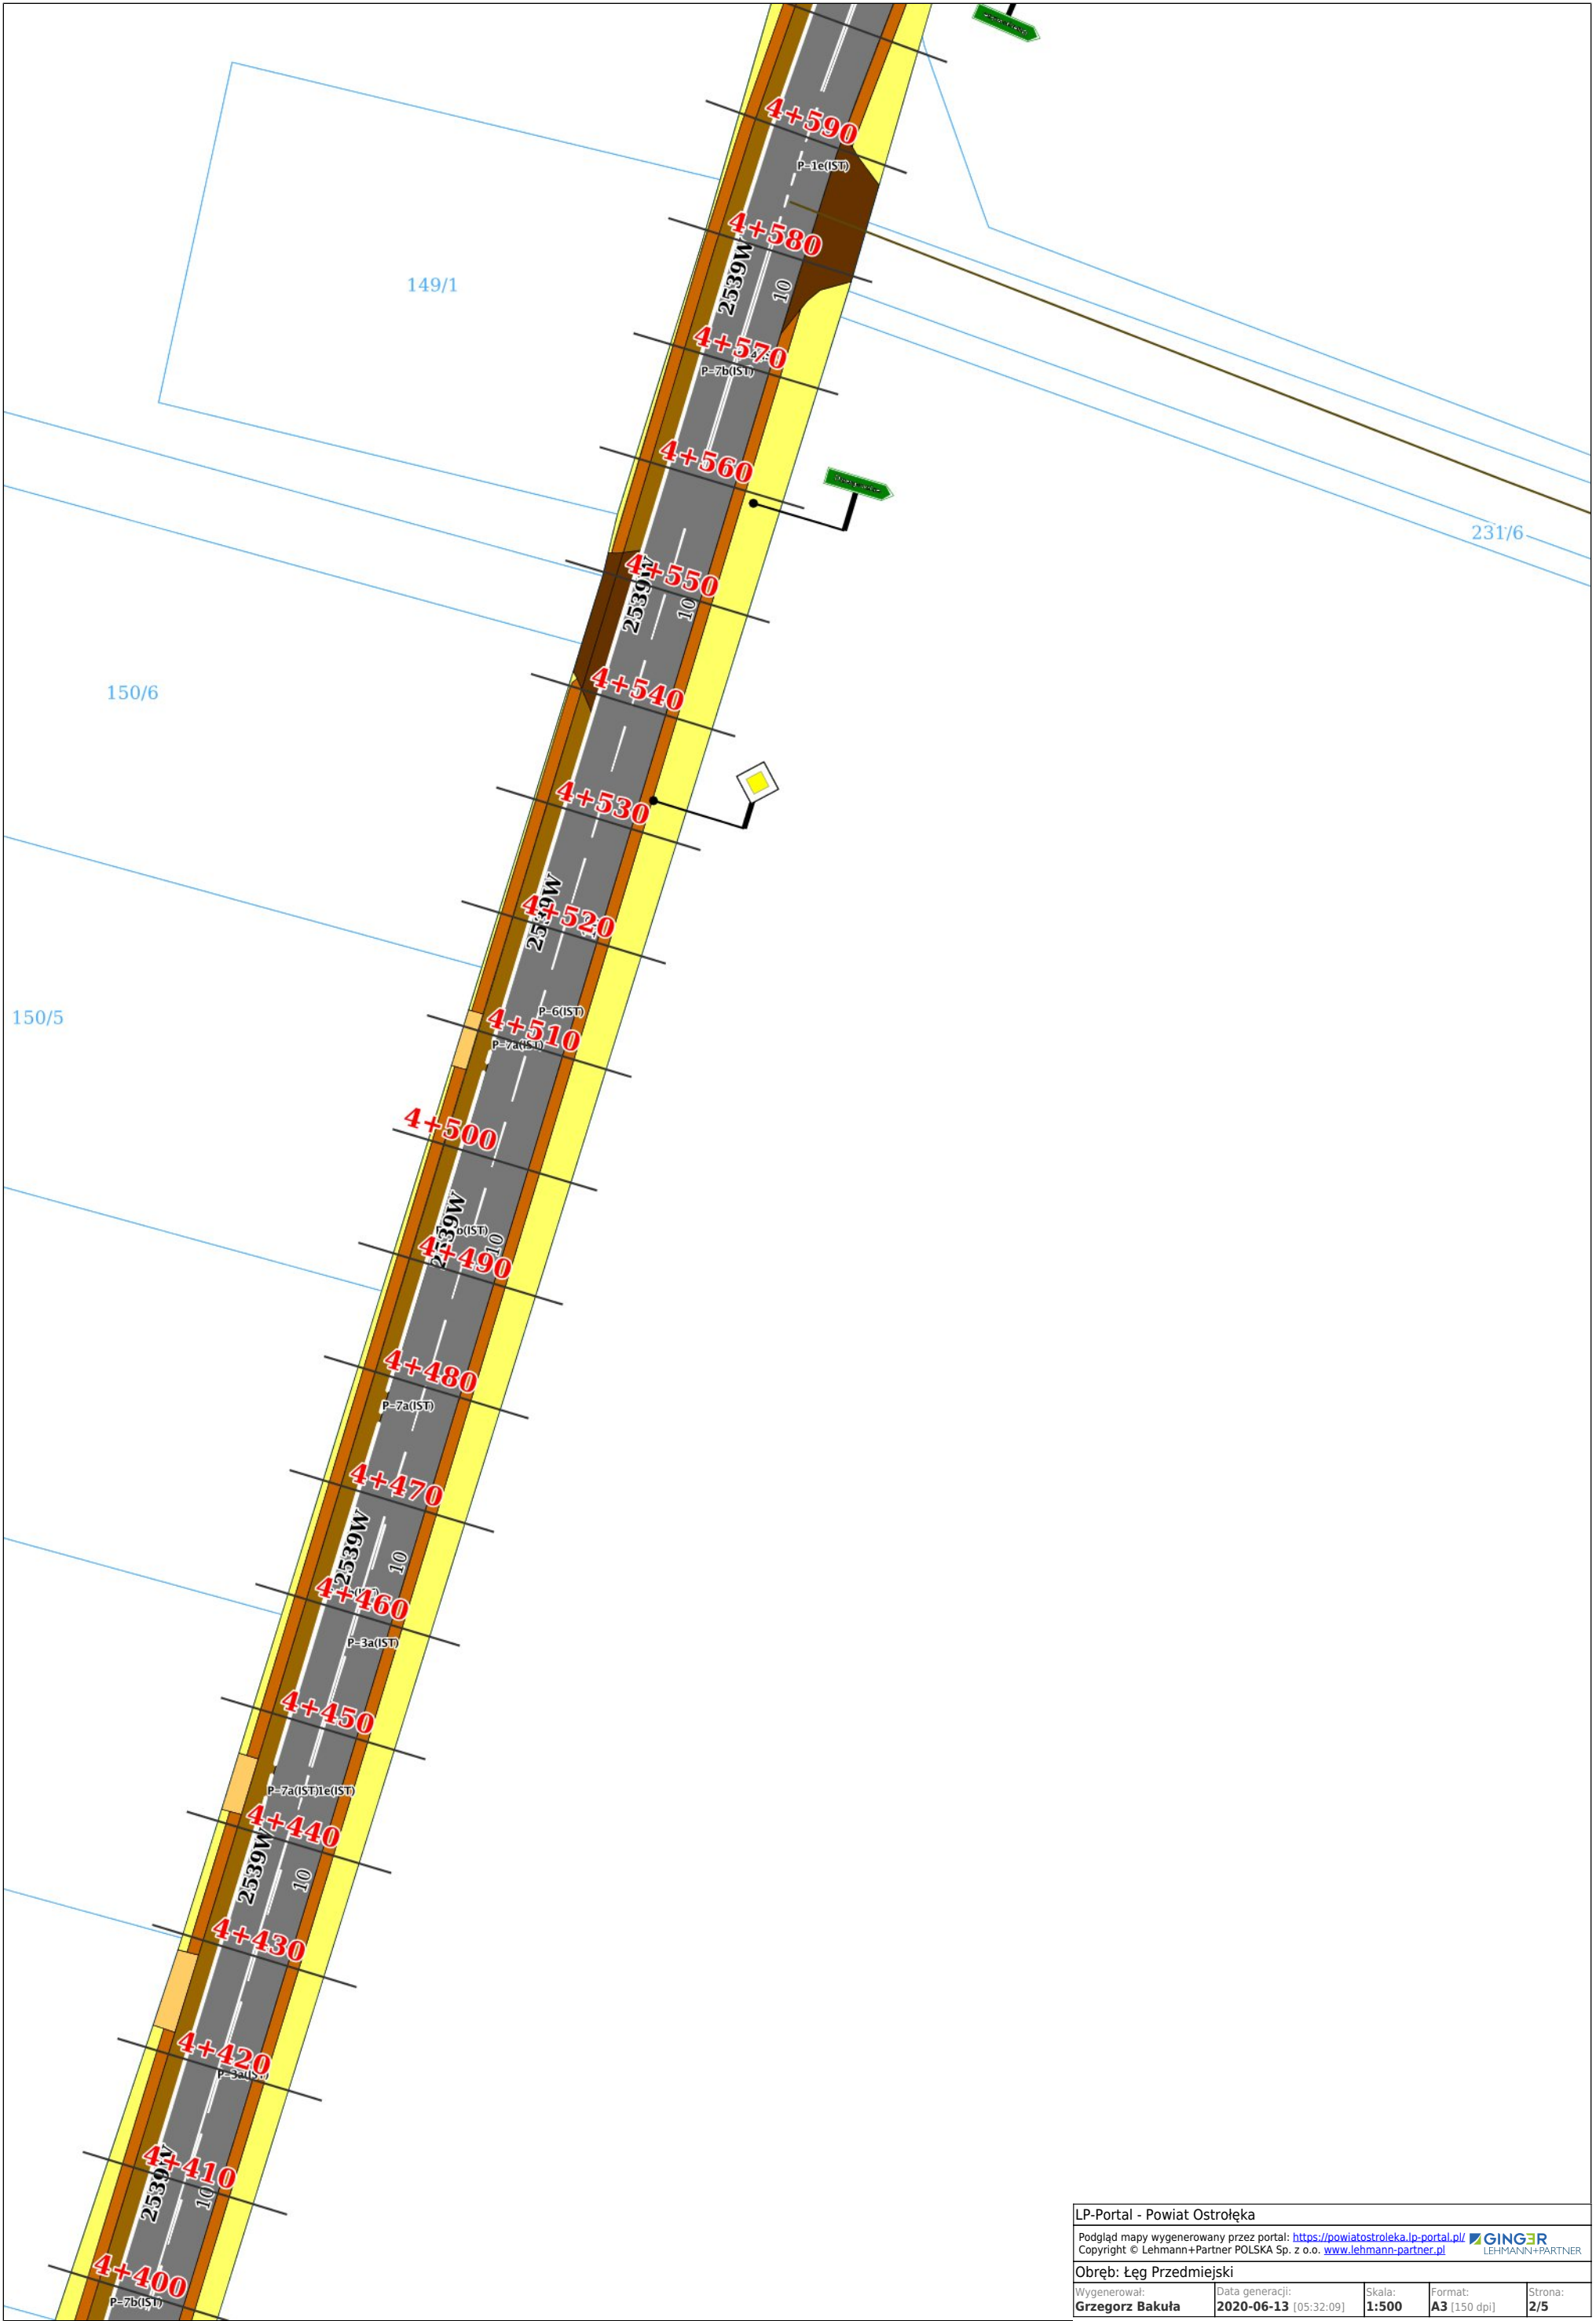 4+590
P-1e(IST)
4+580
2539W
10
149/1
4+570
P-7b(IST)
4+560
231/6
4+550
2539W
10
150/6
4+540
4+530
2539W
4+520
150/5
P-6(IST)
4+510
P-7a(IST)
4+500
2539W
10
4+490
4+480
P-7a(IST)
4+470
2539W
10
4+460
P-3a(IST)
4+450
P-7a(IST)1e(IST)
4+440
2539W
10
4+430
4+420
P-3a(IST)
4+410
2539W
10
4+400
P-7b(IST)
LP-Portal - Powiat Ostrołęka
Podgląd mapy wygenerowany przez portal: https://powiatostroleka.lp-portal.pl/
Copyright © Lehmann+Partner POLSKA Sp. z o.o. www.lehmann-partner.pl
GINGER
LEHMANN+PARTNER
Obręb: Łęg Przedmiejski
Wygenerował: Data generacji: Skala: Format: Strona:
Grzegorz Bakuła 2020-06-13 [05:32:09] 1:500 A3 [150 dpi] 2/5